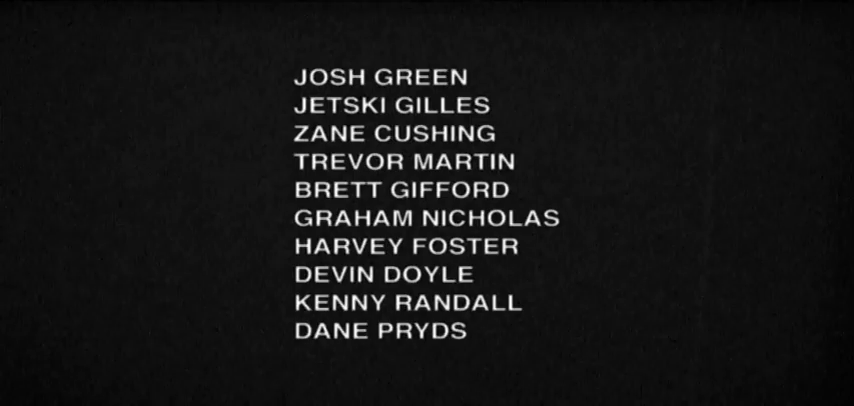 JOSH GREEN
JETSKI GILLES
ZANE CUSHING
TREVOR MARTIN
BRETT GIFFORD
GRAHAM NICHOLAS
HARVEY FOSTER
DEVIN DOYLE
KENNY RANDALL
DANE PRYDS